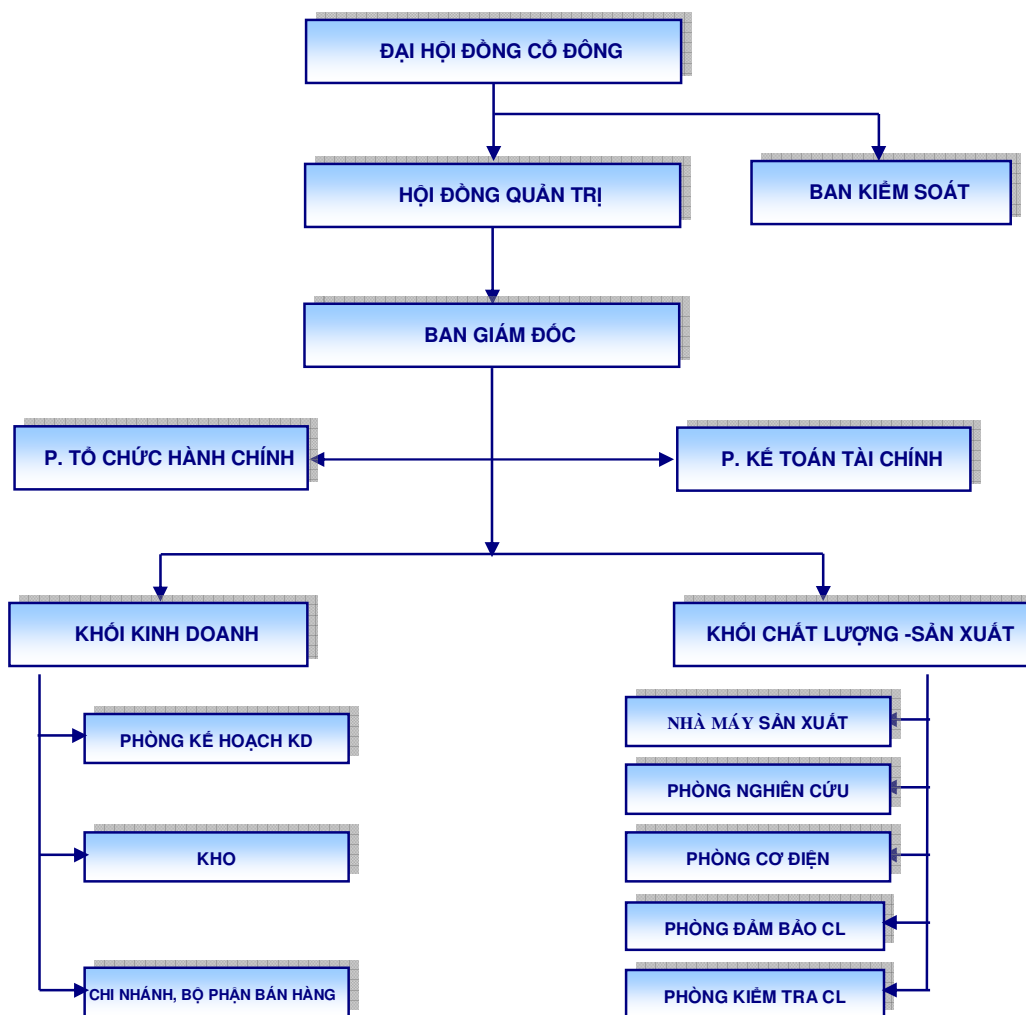 ĐẠI HỘI ĐỒNG CỔ ĐÔNG
HỘI ĐỒNG QUẢN TRỊ
BAN KIỂM SOÁT
BAN GIÁM ĐỐC
P. TỔ CHỨC HÀNH CHÍNH
P. KẾ TOÁN TÀI CHÍNH
KHỐI KINH DOANH
KHỐI CHẤT LƯỢNG -SẢN XUẤT
PHÒNG KẾ HOẠCH KD
KHO
CHI NHÁNH, BỘ PHẬN BÁN HÀNG
NHÀ MÁY SẢN XUẤT
PHÒNG NGHIÊN CỨU
PHÒNG CƠ ĐIỆN
PHÒNG ĐẢM BẢO CL
PHÒNG KIỂM TRA CL